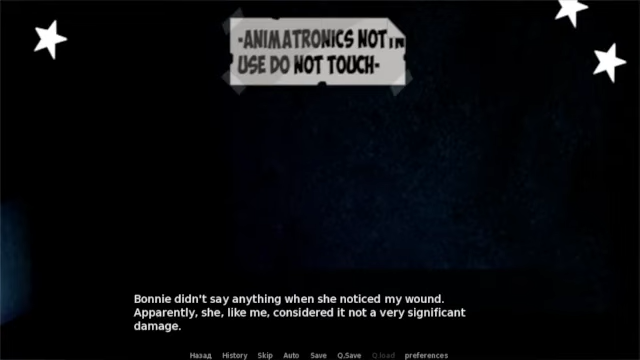 -ANIMATRONICS NOT IN
USE DO NOT TOUCH-
Bonnie didn't say anything when she noticed my wound.
Apparently, she, like me, considered it not a very significant
damage.
Назад History Skip Auto Save Q.Save Q.load preferences